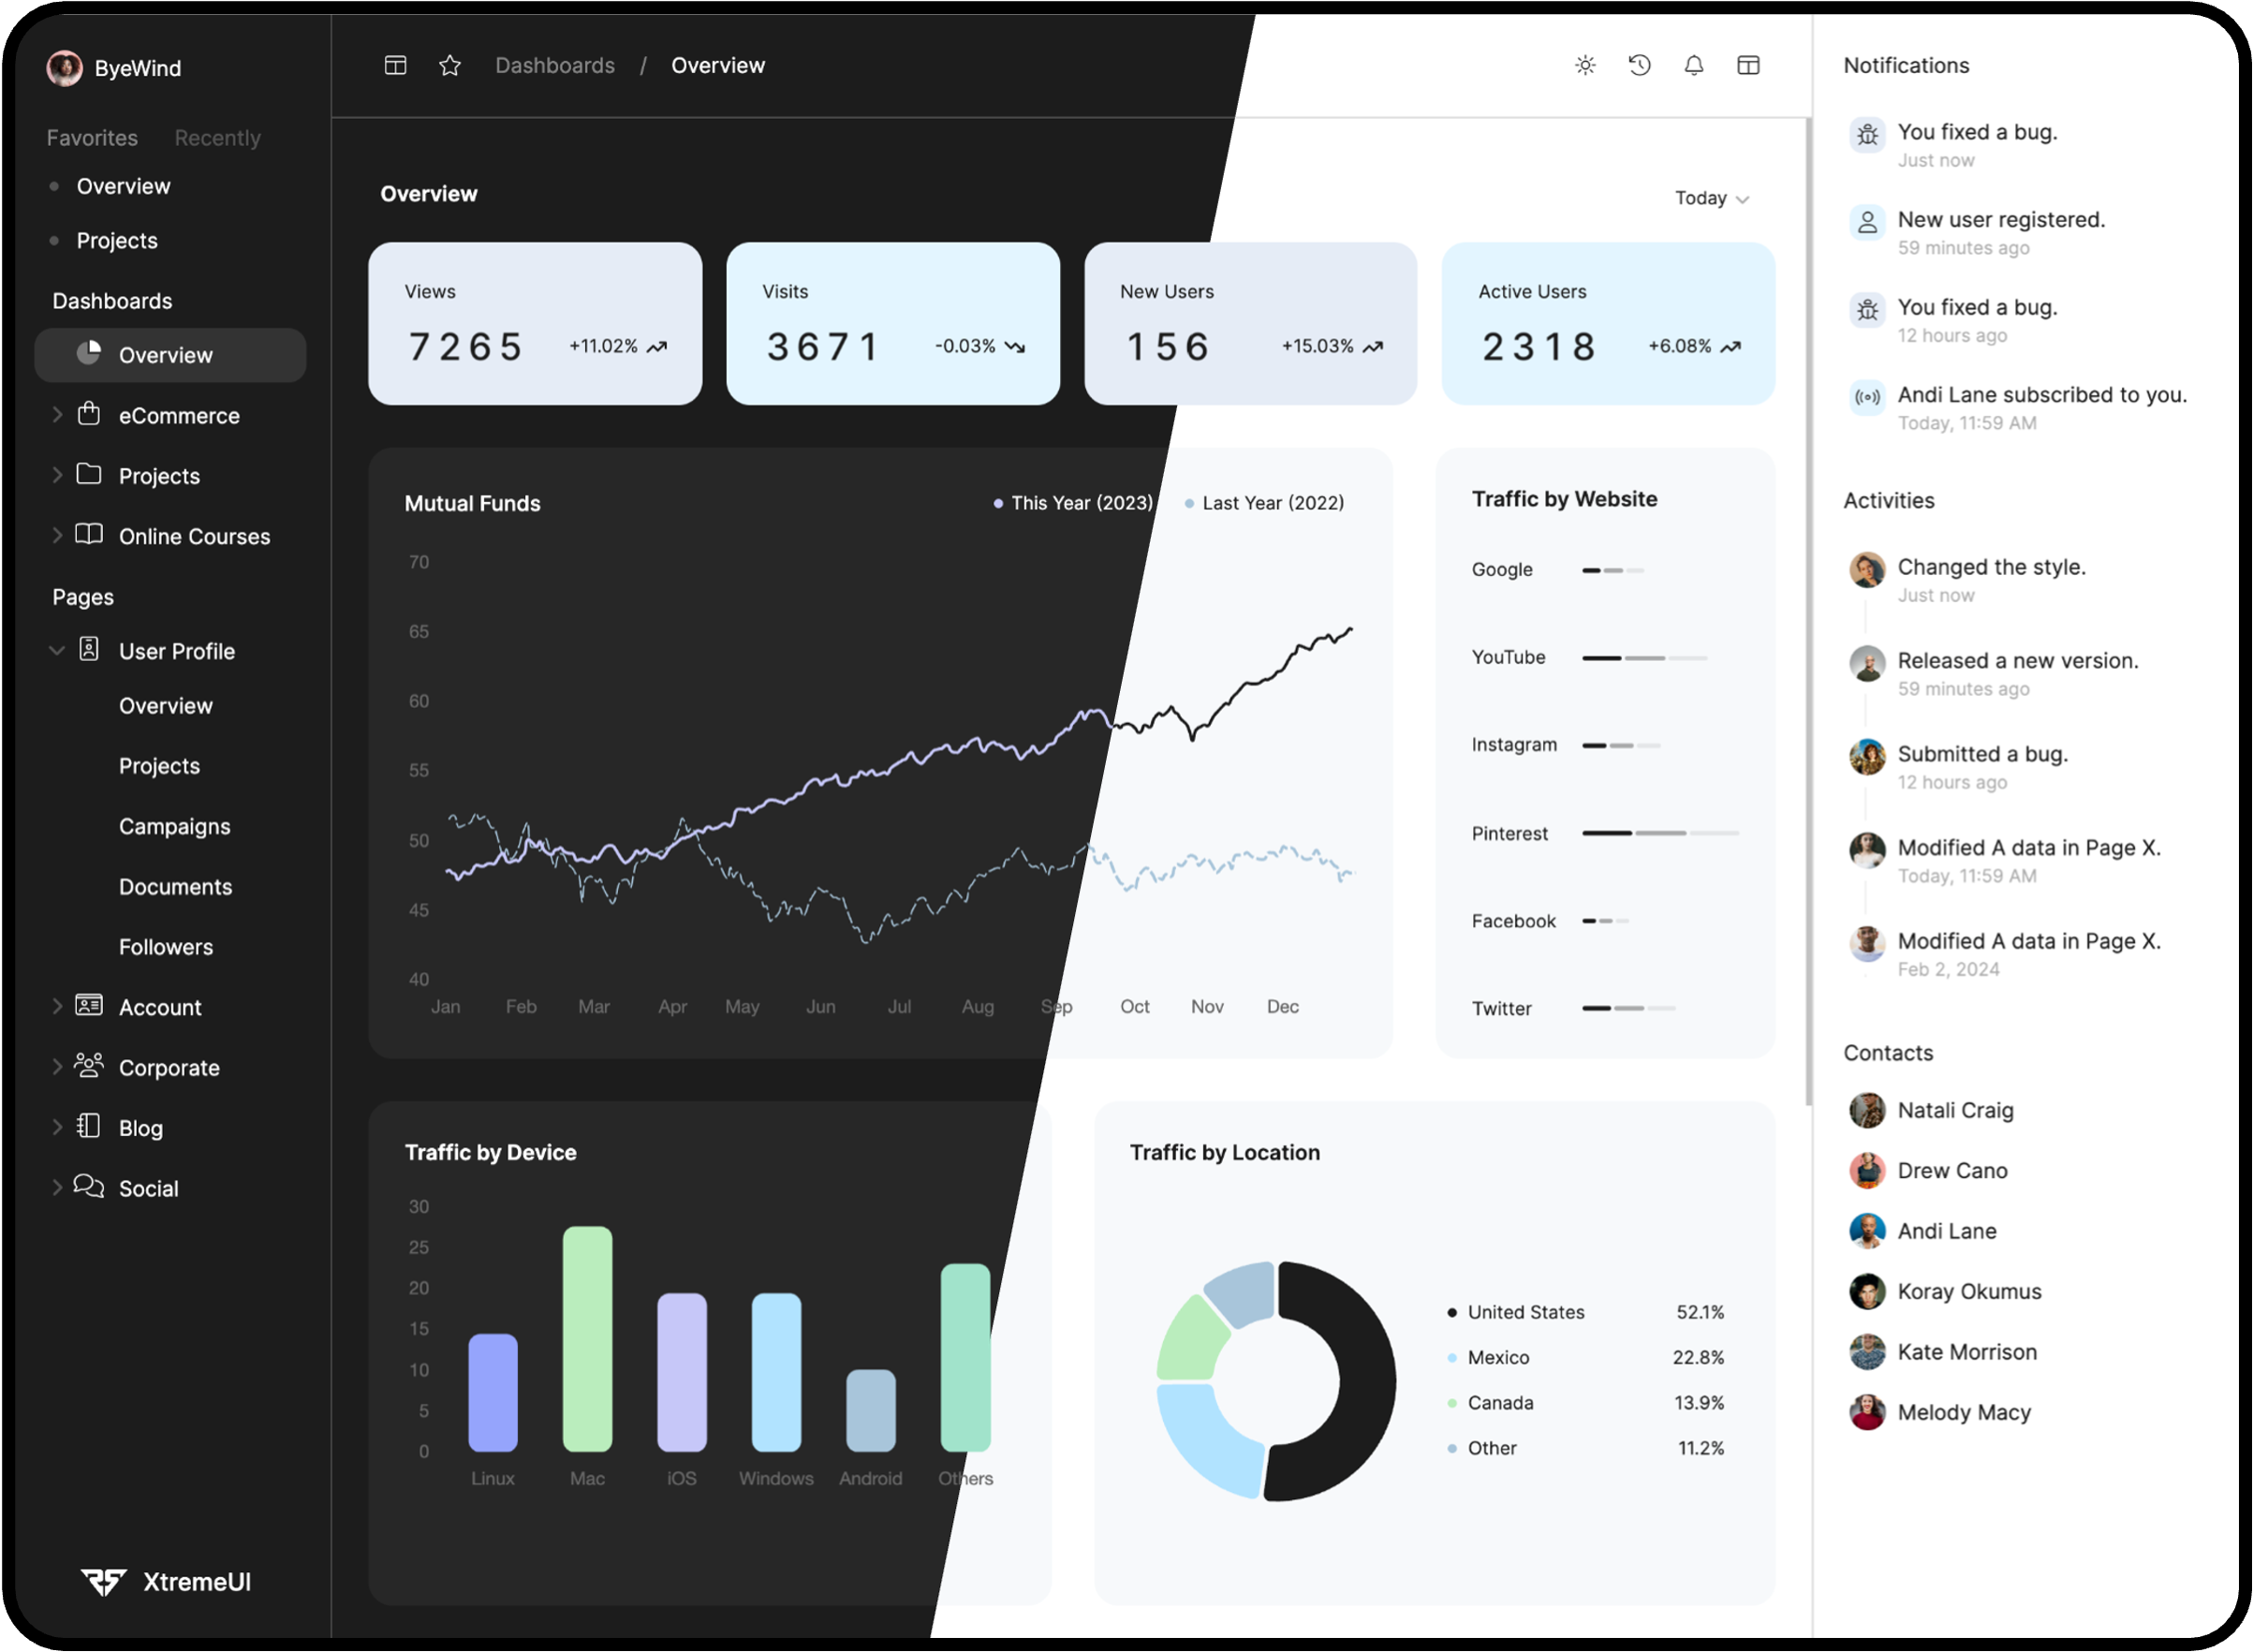 ByeWind
Favorites Recently
Overview
Projects
Dashboards
Overview
eCommerce
Projects
Online Courses
Pages
User Profile
Overview
Projects
Campaigns
Documents
Followers
Account
Corporate
Blog
Social
XtremeUI
Dashboards / Overview
Overview
Today
Views
7265 +11.02%
Visits
3671 -0.03%
New Users
156 +15.03%
Active Users
2318 +6.08%
Mutual Funds
This Year (2023) Last Year (2022)
70
65
60
55
50
45
40
Jan Feb Mar Apr May Jun Jul Aug Sep Oct Nov Dec
Traffic by Website
Google
YouTube
Instagram
Pinterest
Facebook
Twitter
Traffic by Device
30
25
20
15
10
5
0
Linux Mac iOS Windows Android Others
Traffic by Location
United States 52.1%
Mexico 22.8%
Canada 13.9%
Other 11.2%
Notifications
You fixed a bug.
Just now
New user registered.
59 minutes ago
You fixed a bug.
12 hours ago
Andi Lane subscribed to you.
Today, 11:59 AM
Activities
Changed the style.
Just now
Released a new version.
59 minutes ago
Submitted a bug.
12 hours ago
Modified A data in Page X.
Today, 11:59 AM
Modified A data in Page X.
Feb 2, 2024
Contacts
Natali Craig
Drew Cano
Andi Lane
Koray Okumus
Kate Morrison
Melody Macy